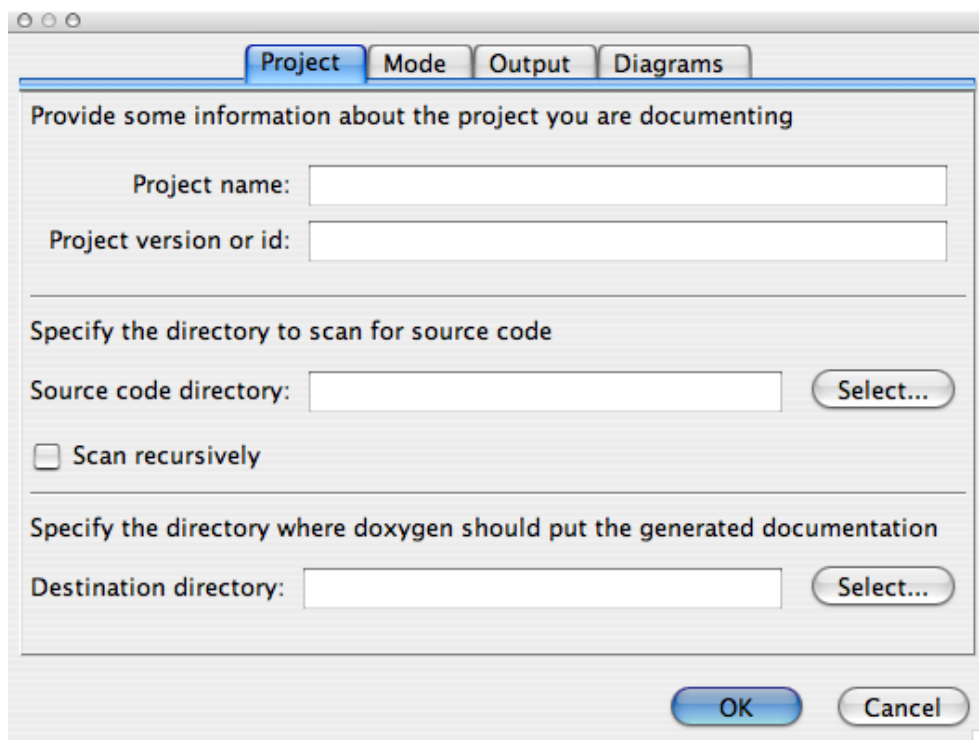 Project Mode Output Diagrams
Provide some information about the project you are documenting
Project name:
Project version or id:
Specify the directory to scan for source code
Source code directory: Select...
Scan recursively
Specify the directory where doxygen should put the generated documentation
Destination directory: Select...
OK Cancel